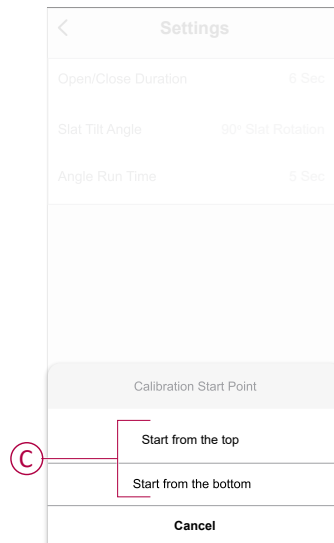 Settings
Open/Close Duration 6 Sec
Slat Tilt Angle 90º Slat Rotation
Angle Run Time 5 Sec
Calibration Start Point
Start from the top
C
Start from the bottom
Cancel